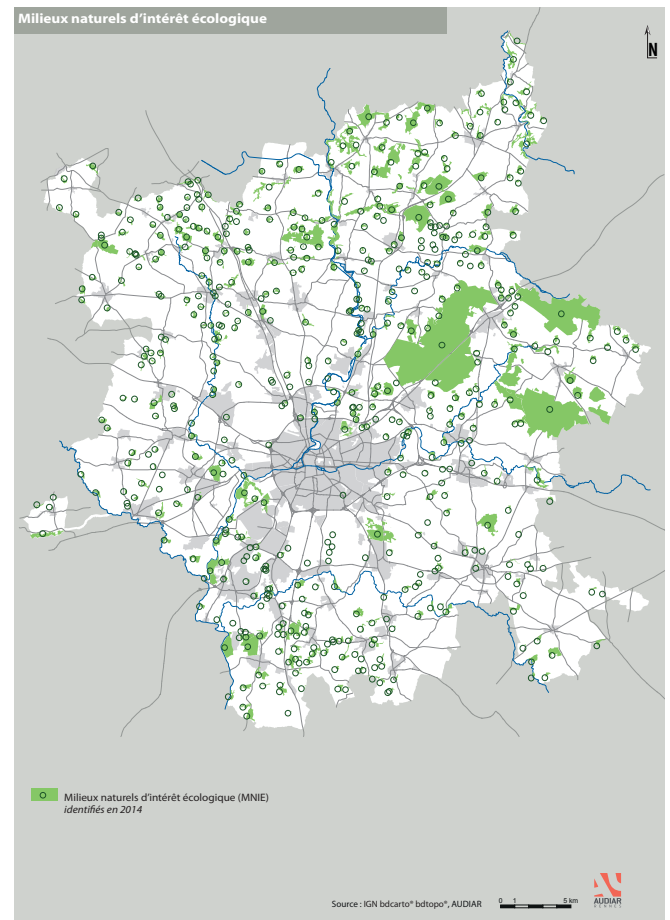 Milieux naturels d'intérêt écologique
N
Milieux naturels d'intérêt écologique (MNIE)
identifiés en 2014
Source : IGN bdcarto® bdtopo®, AUDIAR
0 1 5 km
AUDIAR
RENNES